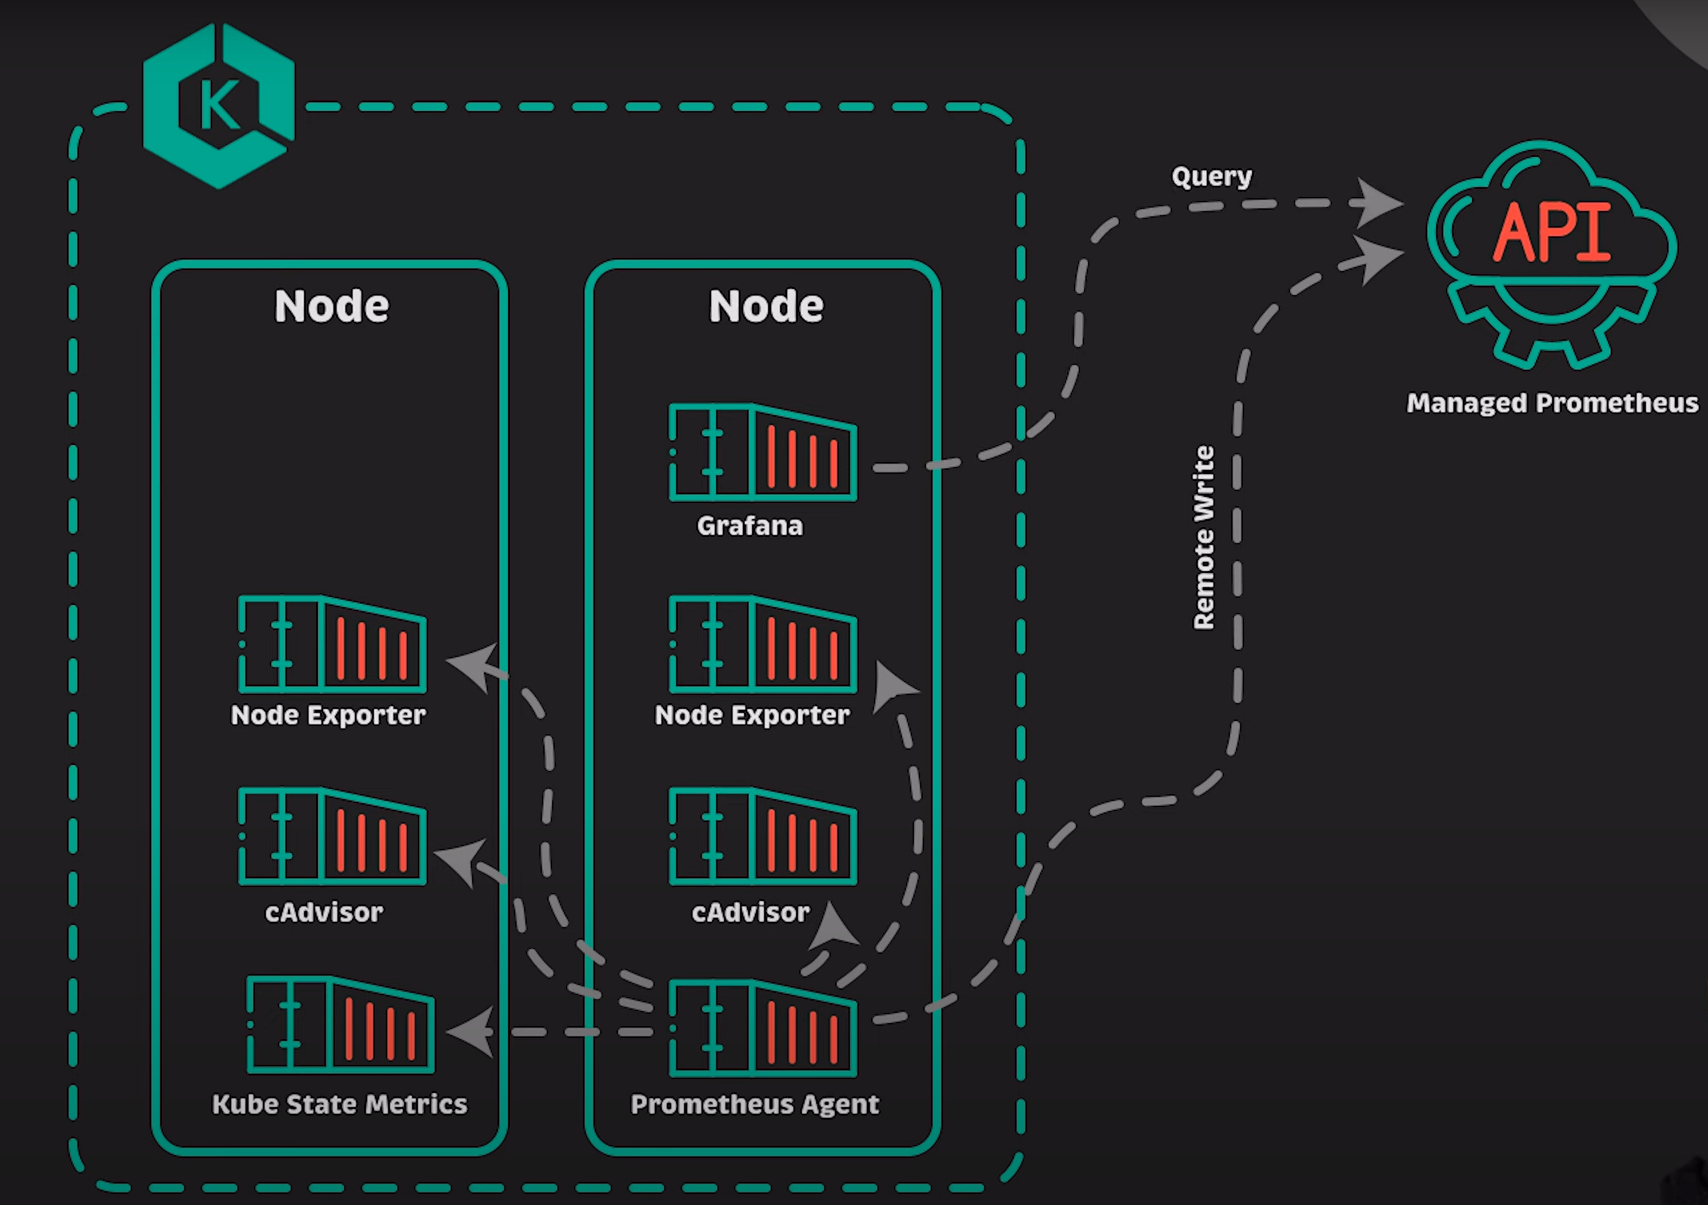 K
Node
Node Exporter
cAdvisor
Kube State Metrics
Node
Grafana
Node Exporter
cAdvisor
Prometheus Agent
Query
Remote Write
API
Managed Prometheus